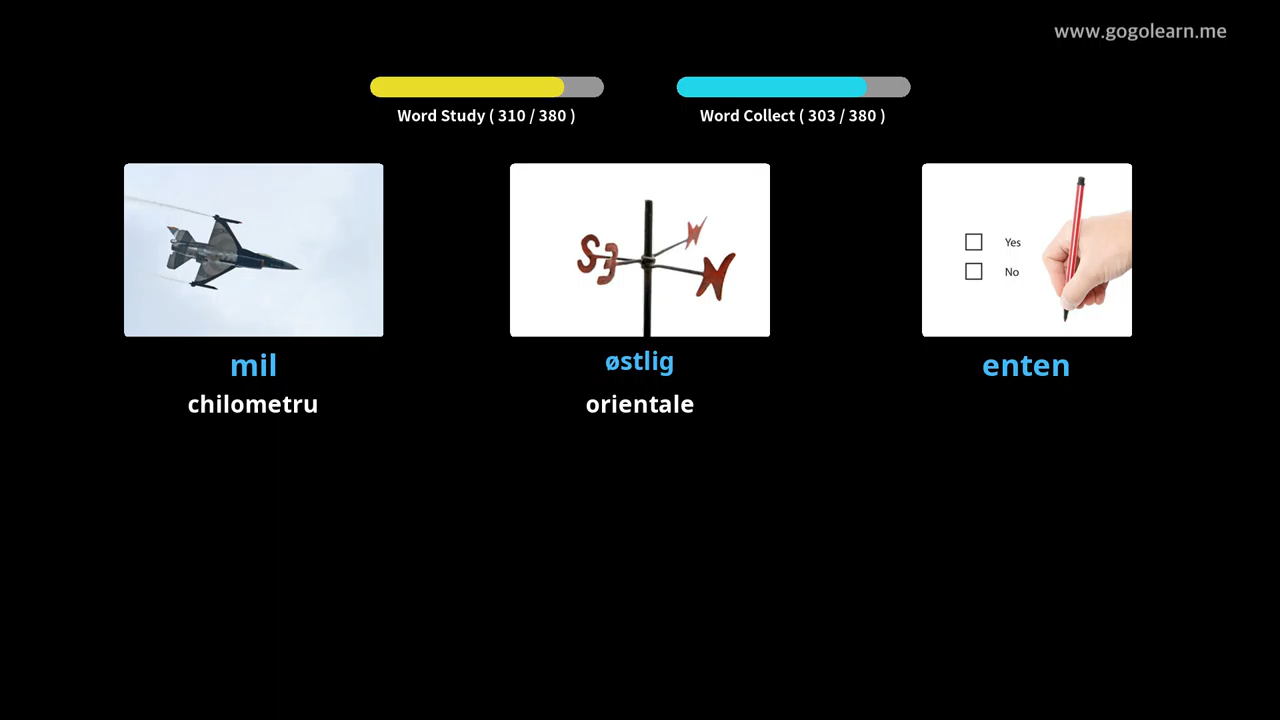 www.gogolearn.me
Word Study ( 310 / 380 )
Word Collect ( 303 / 380 )
S
E
N
W
Yes
No
mil
østlig
enten
chilometru
orientale